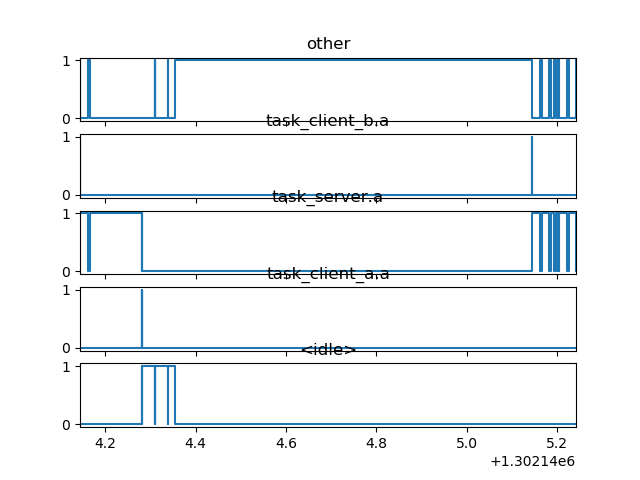 other
1
0
task_client_b.a
1
0
task_server.a
1
0
task_client_a.a
1
0
<idle>
1
0
4.2 4.4 4.6 4.8 5.0 5.2
+1.30214e6